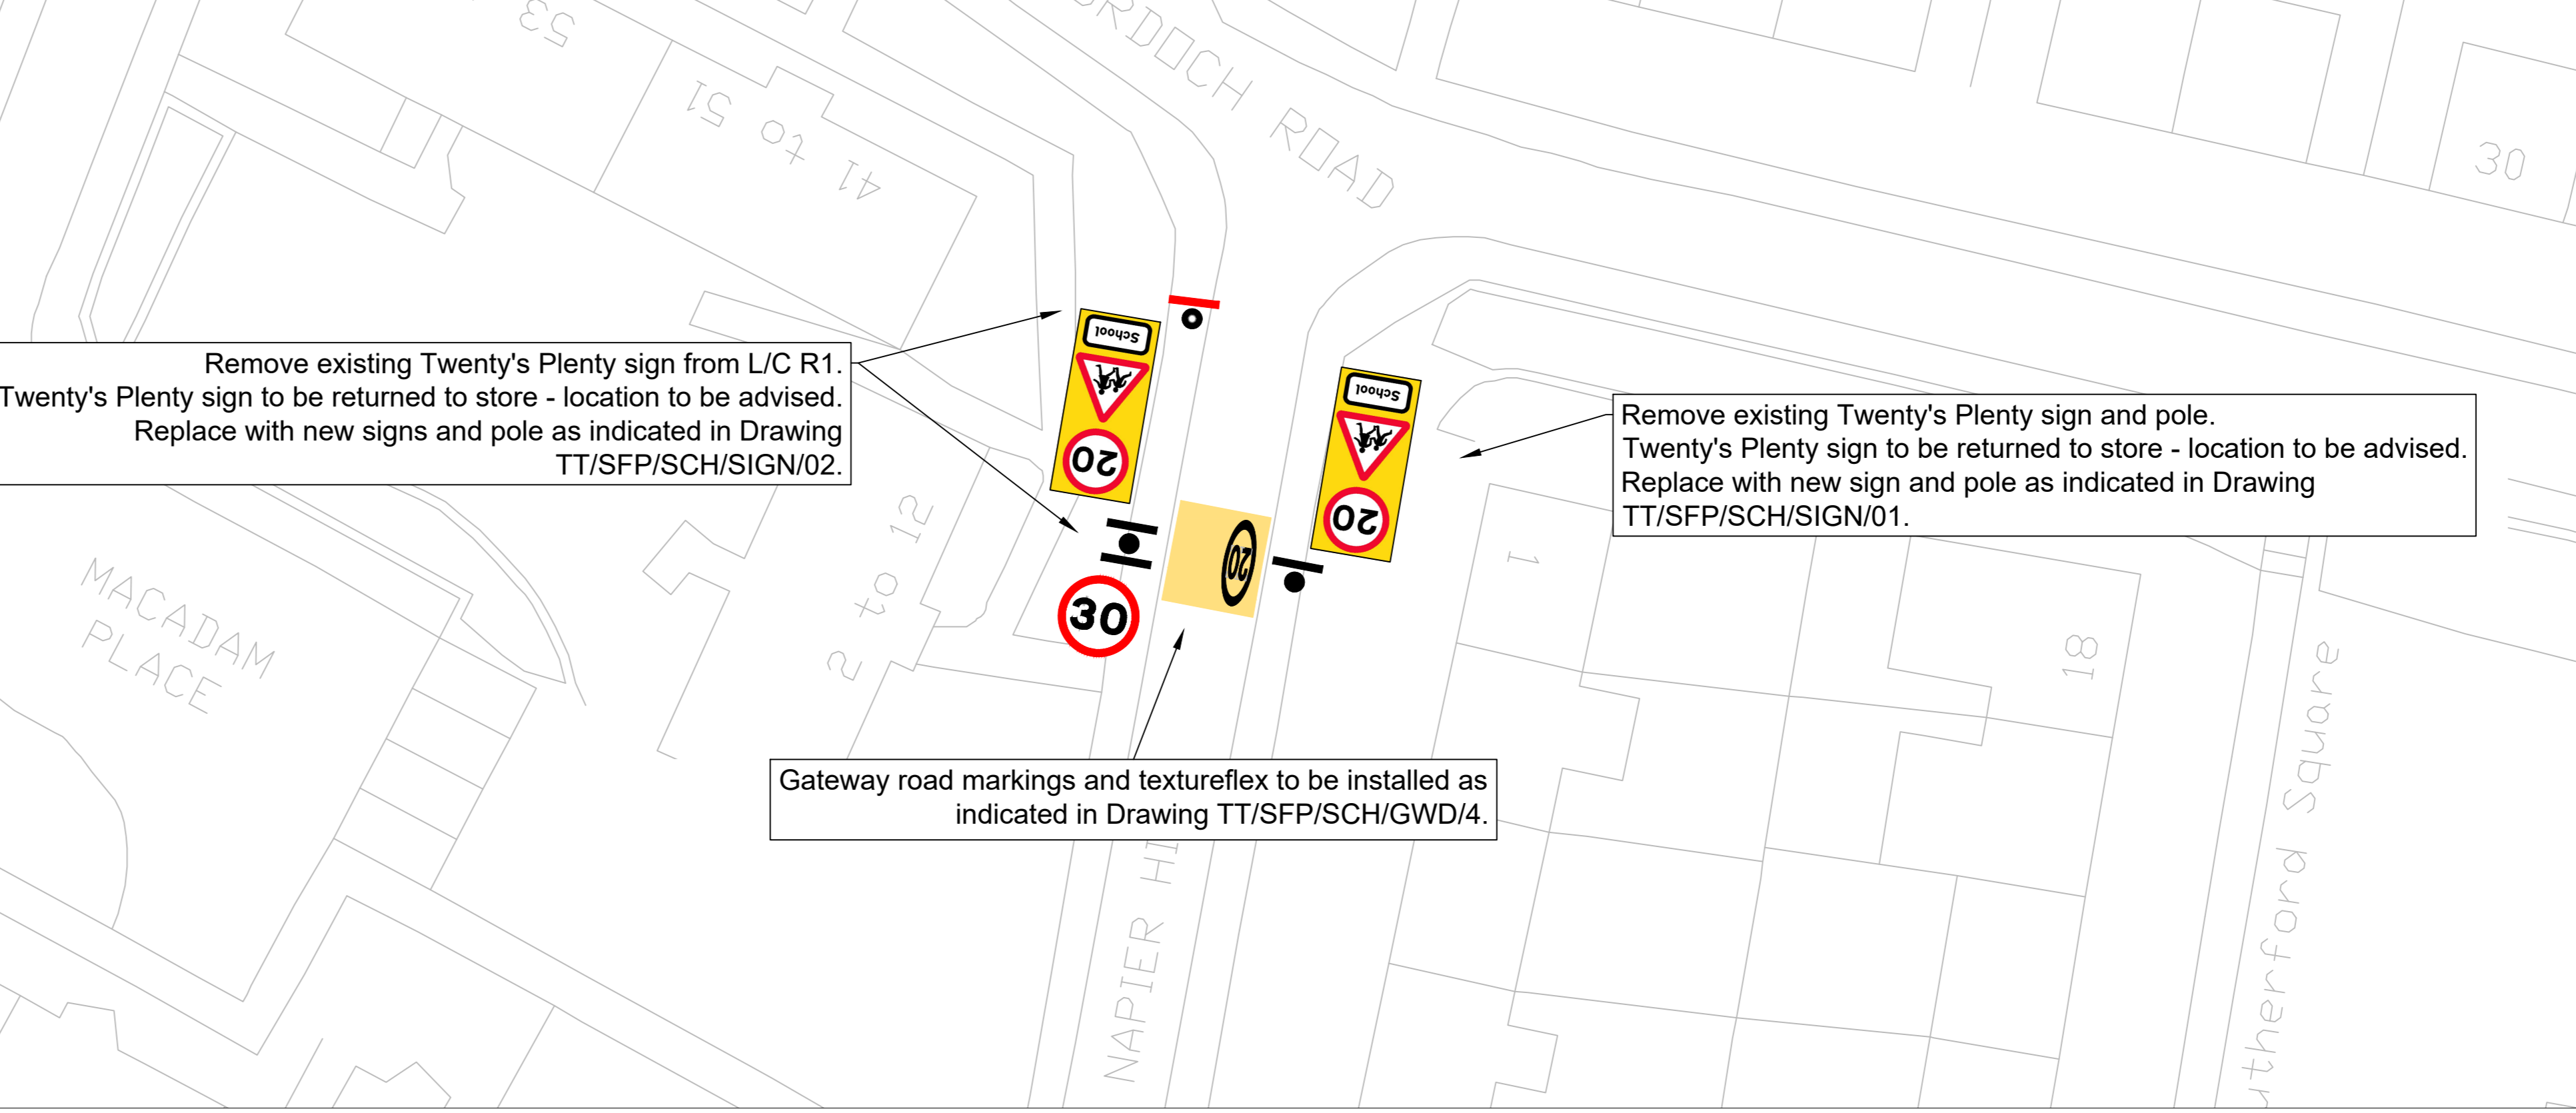 53
41 to 51
RDOCH ROAD
30
School
20
School
20
Remove existing Twenty's Plenty sign from L/C R1.
Twenty's Plenty sign to be returned to store - location to be advised.
Replace with new signs and pole as indicated in Drawing
TT/SFP/SCH/SIGN/02.
Remove existing Twenty's Plenty sign and pole.
Twenty's Plenty sign to be returned to store - location to be advised.
Replace with new sign and pole as indicated in Drawing
TT/SFP/SCH/SIGN/01.
20
30
2 to 12
1
18
MACADAM
PLACE
Gateway road markings and textureflex to be installed as
indicated in Drawing TT/SFP/SCH/GWD/4.
NAPIER HI
utherford Square